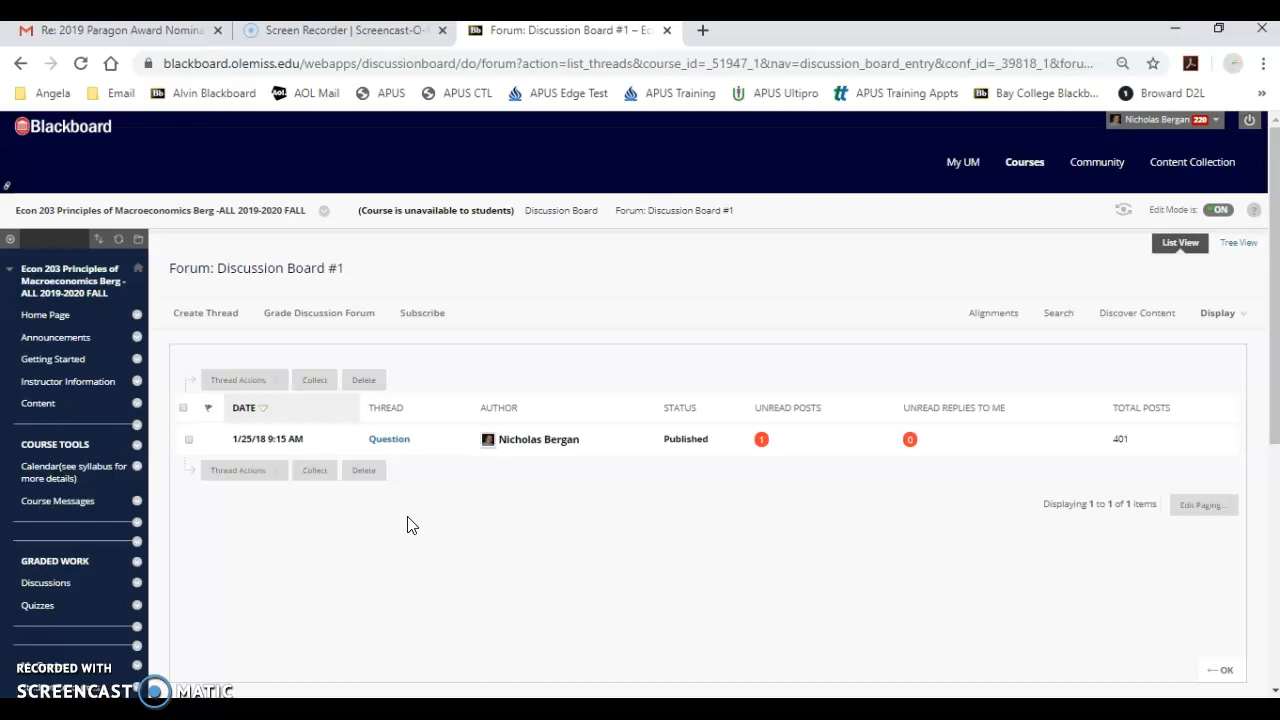 Re: 2019 Paragon Award Nomina
Screen Recorder | Screencast-O-
Bb Forum: Discussion Board #1 – Ec
blackboard.olemiss.edu/webapps/discussionboard/do/forum?action=list_threads&course_id=_51947_1&nav=discussion_board_entry&conf_id=_39818_1&foru...
Angela Email Bb Alvin Blackboard AOL Mail APUS APUS CTL APUS Edge Test APUS Training APUS Ultipro APUS Training Appts Bb Bay College Blackb... Broward D2L »
Blackboard
Nicholas Bergan 220
My UM Courses Community Content Collection
Econ 203 Principles of Macroeconomics Berg -ALL 2019-2020 FALL (Course is unavailable to students) Discussion Board Forum: Discussion Board #1 Edit Mode is: ON ?
List View Tree View
Econ 203 Principles of
Macroeconomics Berg -
ALL 2019-2020 FALL
Home Page
Announcements
Getting Started
Instructor Information
Content
COURSE TOOLS
Calendar(see syllabus for
more details)
Course Messages
GRADED WORK
Discussions
Quizzes
Forum: Discussion Board #1
Create Thread Grade Discussion Forum Subscribe Alignments Search Discover Content Display
Thread Actions Collect Delete
DATE THREAD AUTHOR STATUS UNREAD POSTS UNREAD REPLIES TO ME TOTAL POSTS
1/25/18 9:15 AM Question Nicholas Bergan Published 1 0 401
Thread Actions Collect Delete
Displaying 1 to 1 of 1 items Edit Paging...
← OK
RECORDED WITH
SCREENCAST MATIC